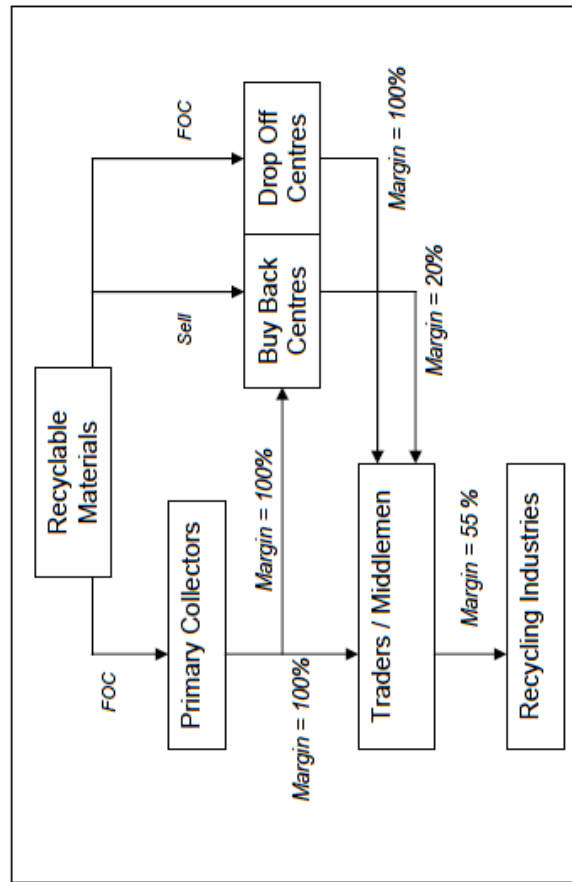 Recyclable
Materials
FOC
Sell
FOC
Primary Collectors
Buy Back
Centres
Drop Off
Centres
Margin = 100%
Margin = 100%
Margin = 20%
Margin = 100%
Traders / Middlemen
Margin = 55 %
Recycling Industries